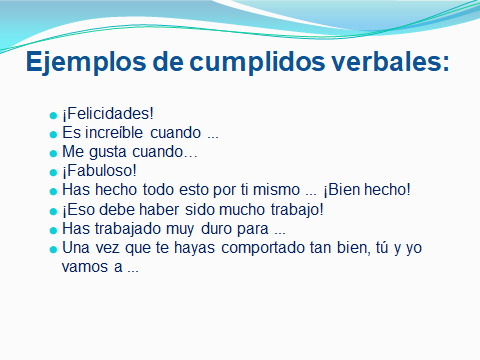 Ejemplos de cumplidos verbales:
¡Felicidades!
Es increíble cuando ...
Me gusta cuando…
¡Fabuloso!
Has hecho todo esto por ti mismo ... ¡Bien hecho!
¡Eso debe haber sido mucho trabajo!
Has trabajado muy duro para ...
Una vez que te hayas comportado tan bien, tú y yo
vamos a ...